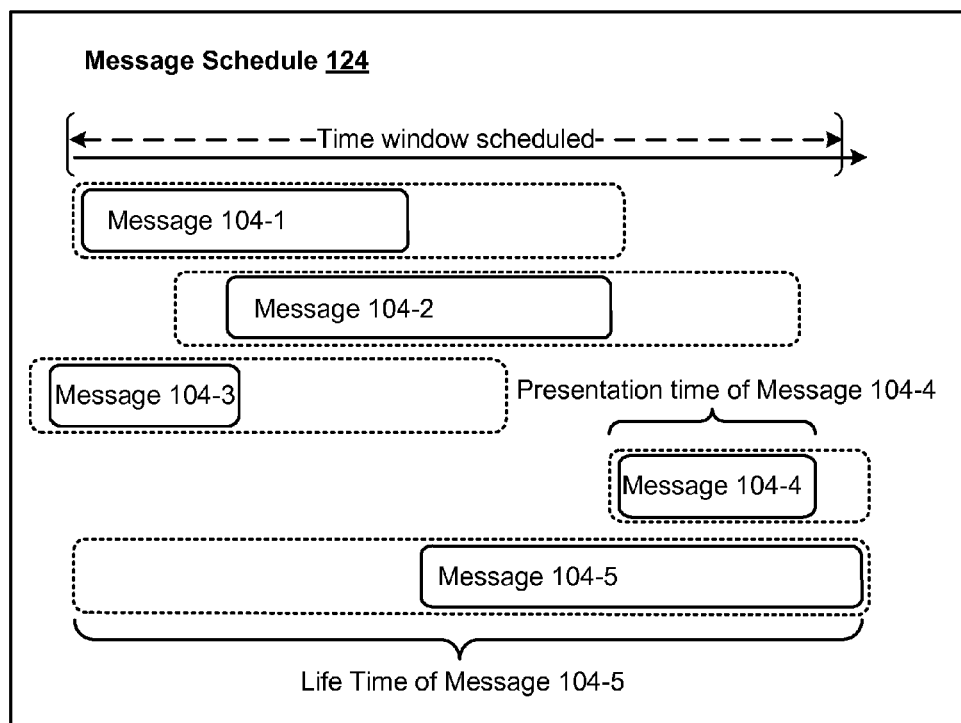 Message Schedule 124
Time window scheduled
Message 104-1
Message 104-2
Message 104-3
Presentation time of Message 104-4
Message 104-4
Message 104-5
Life Time of Message 104-5